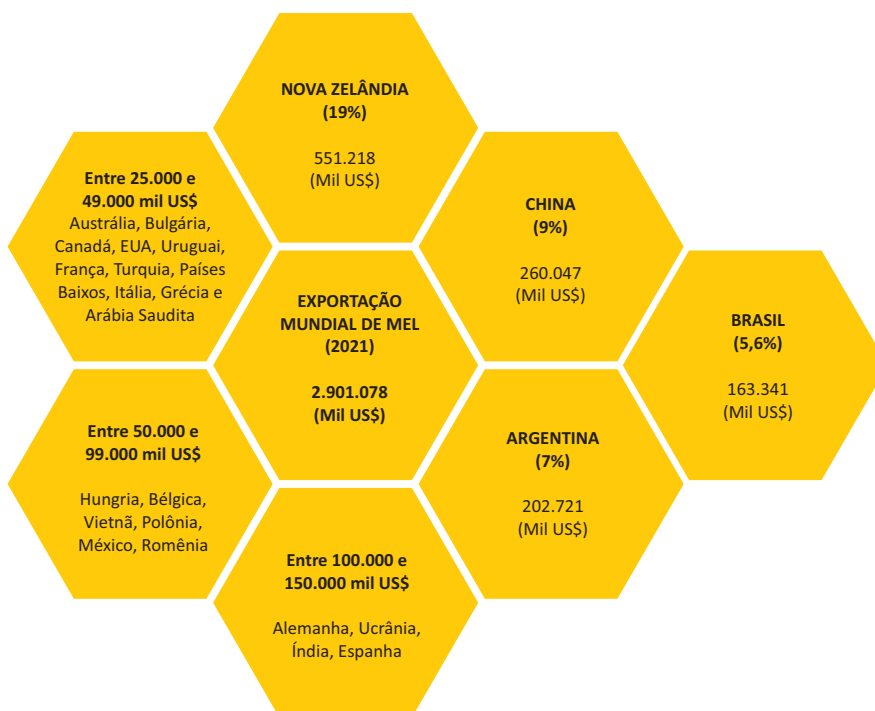 NOVA ZELÂNDIA
(19%)
551.218
(Mil US$)
Entre 25.000 e
49.000 mil US$
Austrália, Bulgária,
Canadá, EUA, Uruguai,
França, Turquia, Países
Baixos, Itália, Grécia e
Arábia Saudita
CHINA
(9%)
260.047
(Mil US$)
EXPORTAÇÃO
MUNDIAL DE MEL
(2021)
2.901.078
(Mil US$)
BRASIL
(5,6%)
163.341
(Mil US$)
Entre 50.000 e
99.000 mil US$
Hungria, Bélgica,
Vietnã, Polônia,
México, Romênia
ARGENTINA
(7%)
202.721
(Mil US$)
Entre 100.000 e
150.000 mil US$
Alemanha, Ucrânia,
Índia, Espanha